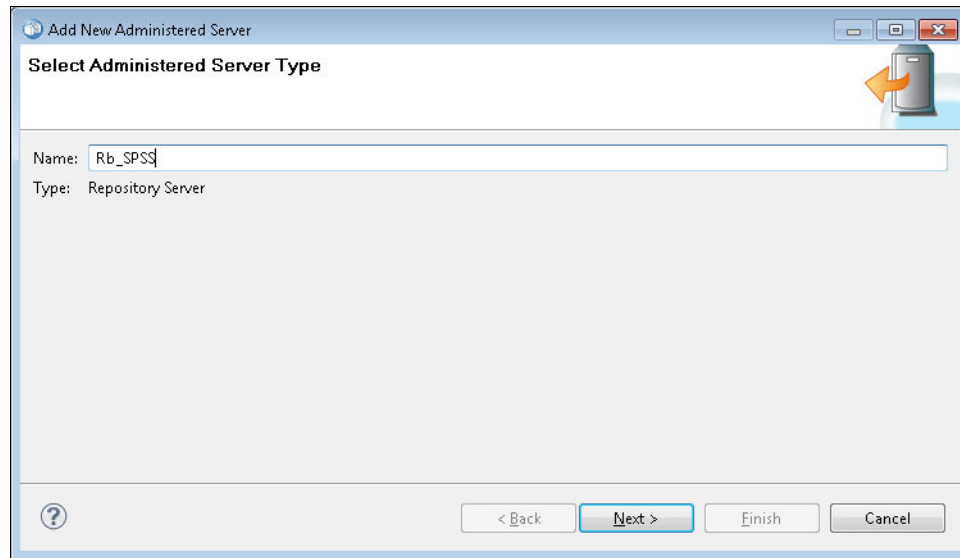 Add New Administered Server
Select Administered Server Type
Name: Rb_SPSS
Type: Repository Server
?
< Back Next > Finish Cancel